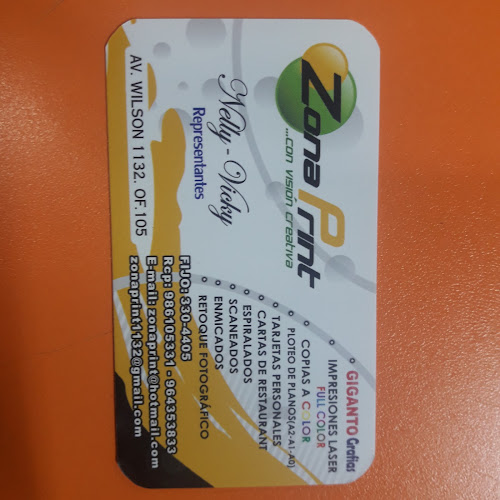 Zona Print
...con visión creativa
Nelly - Vicky
Representantes
° GIGANTO Grafías
° IMPRESIONES LASER
FULL COLOR
° COPIAS A COLOR
° PLOTEO DE PLANOS(A2-A1-A0)
° TARJETAS PERSONALES
° CARTAS DE RESTAURANT
° ESPIRALADOS
° SCANEADOS
° ENMICADOS
° RETOQUE FOTOGRÁFICO
FIJO: 330-4405
Rcp: 986105331 - 964353833
E-mail: zonaprint@hotmail.com
zonaprint1132@gmail.com
AV. WILSON 1132. OF.105